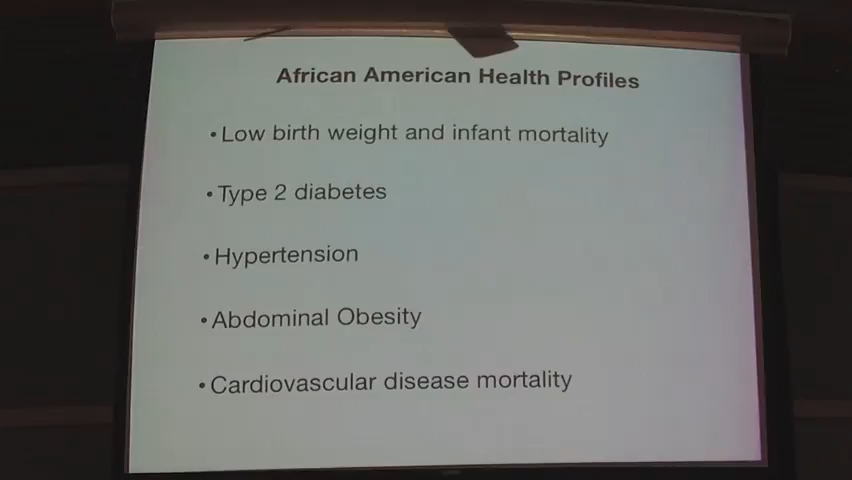 African American Health Profiles
• Low birth weight and infant mortality
• Type 2 diabetes
• Hypertension
• Abdominal Obesity
• Cardiovascular disease mortality